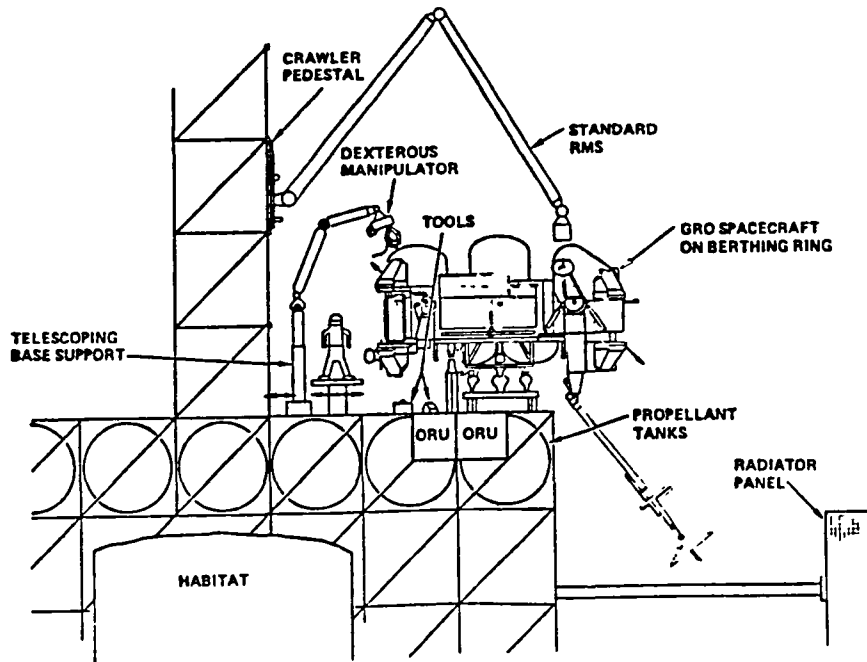 CRAWLER
PEDESTAL
STANDARD
RMS
DEXTEROUS
MANIPULATOR
TOOLS
GRO SPACECRAFT
ON BERTHING RING
TELESCOPING
BASE SUPPORT
ORU
ORU
PROPELLANT
TANKS
RADIATOR
PANEL
HABITAT